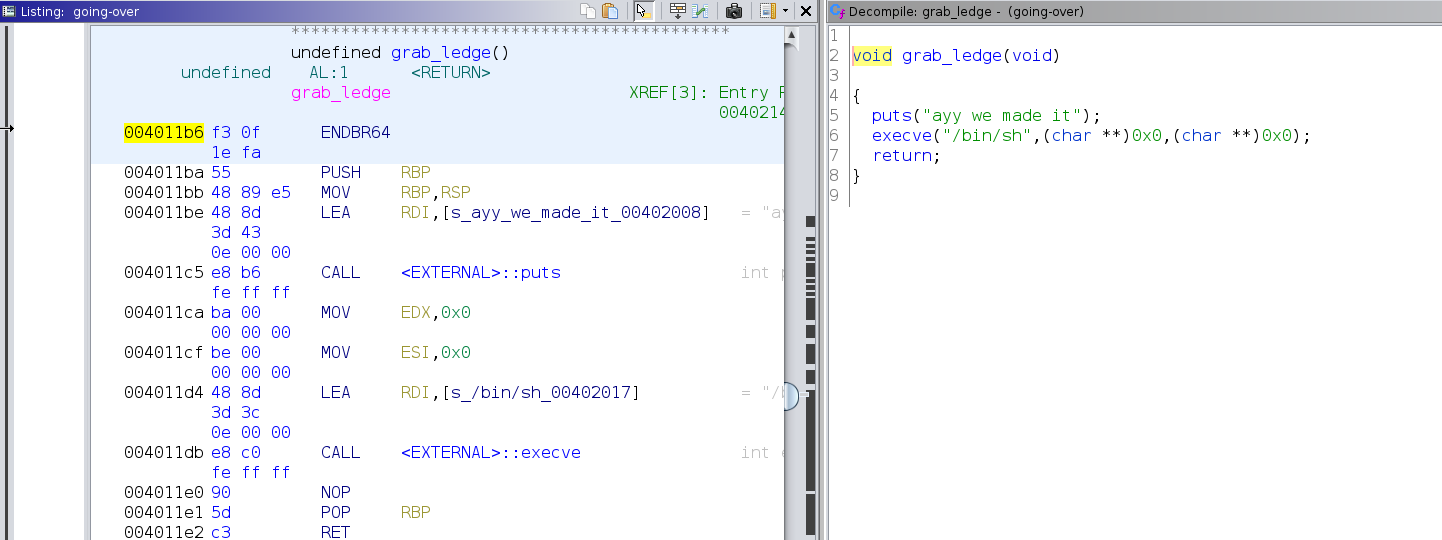 Listing: going-over
********************************************
undefined grab_ledge()
undefined AL:1 <RETURN>
grab_ledge XREF[3]: Entry
0040214
004011b6 f3 0f ENDBR64
1e fa
004011ba 55 PUSH RBP
004011bb 48 89 e5 MOV RBP,RSP
004011be 48 8d LEA RDI,[s_ayy_we_made_it_00402008] = "ay
3d 43
0e 00 00
004011c5 e8 b6 CALL <EXTERNAL>::puts int
fe ff ff
004011ca ba 00 MOV EDX,0x0
00 00 00
004011cf be 00 MOV ESI,0x0
00 00 00
004011d4 48 8d LEA RDI,[s_/bin/sh_00402017] = "/b
3d 3c
0e 00 00
004011db e8 c0 CALL <EXTERNAL>::execve int
fe ff ff
004011e0 90 NOP
004011e1 5d POP RBP
004011e2 c3 RET
Decompile: grab_ledge - (going-over)
1
2 void grab_ledge(void)
3
4 {
5 puts("ayy we made it");
6 execve("/bin/sh",(char **)0x0,(char **)0x0);
7 return;
8 }
9